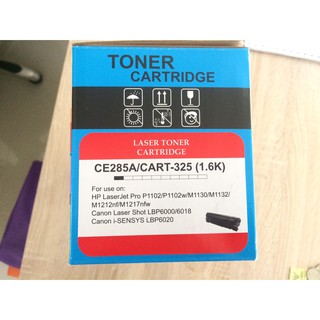 TONER
CARTRIDGE
LASER TONER
CARTRIDGE
CE285A/CART-325 (1.6K)
For use on:
HP LaserJet Pro P1102/P1102w/M1130/M1132/
M1212nf/M1217nfw
Canon Laser Shot LBP6000/6018
Canon i-SENSYS LBP6020